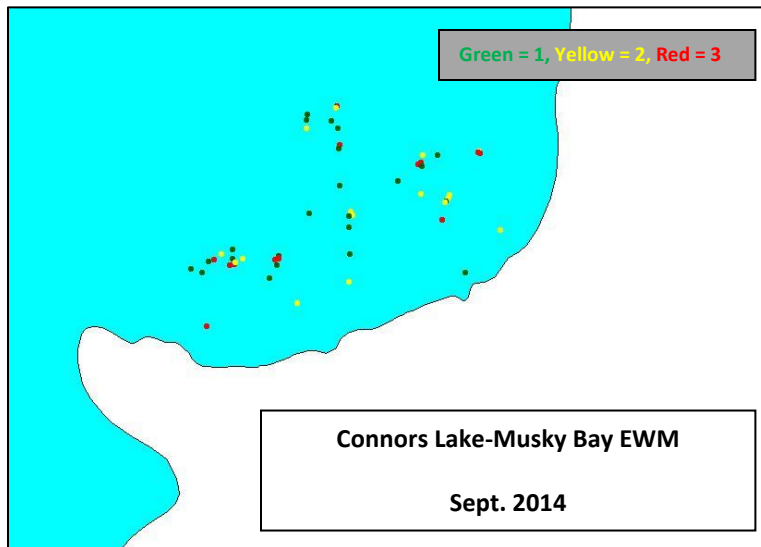 Green = 1, Yellow = 2, Red = 3
Connors Lake-Musky Bay EWM
Sept. 2014